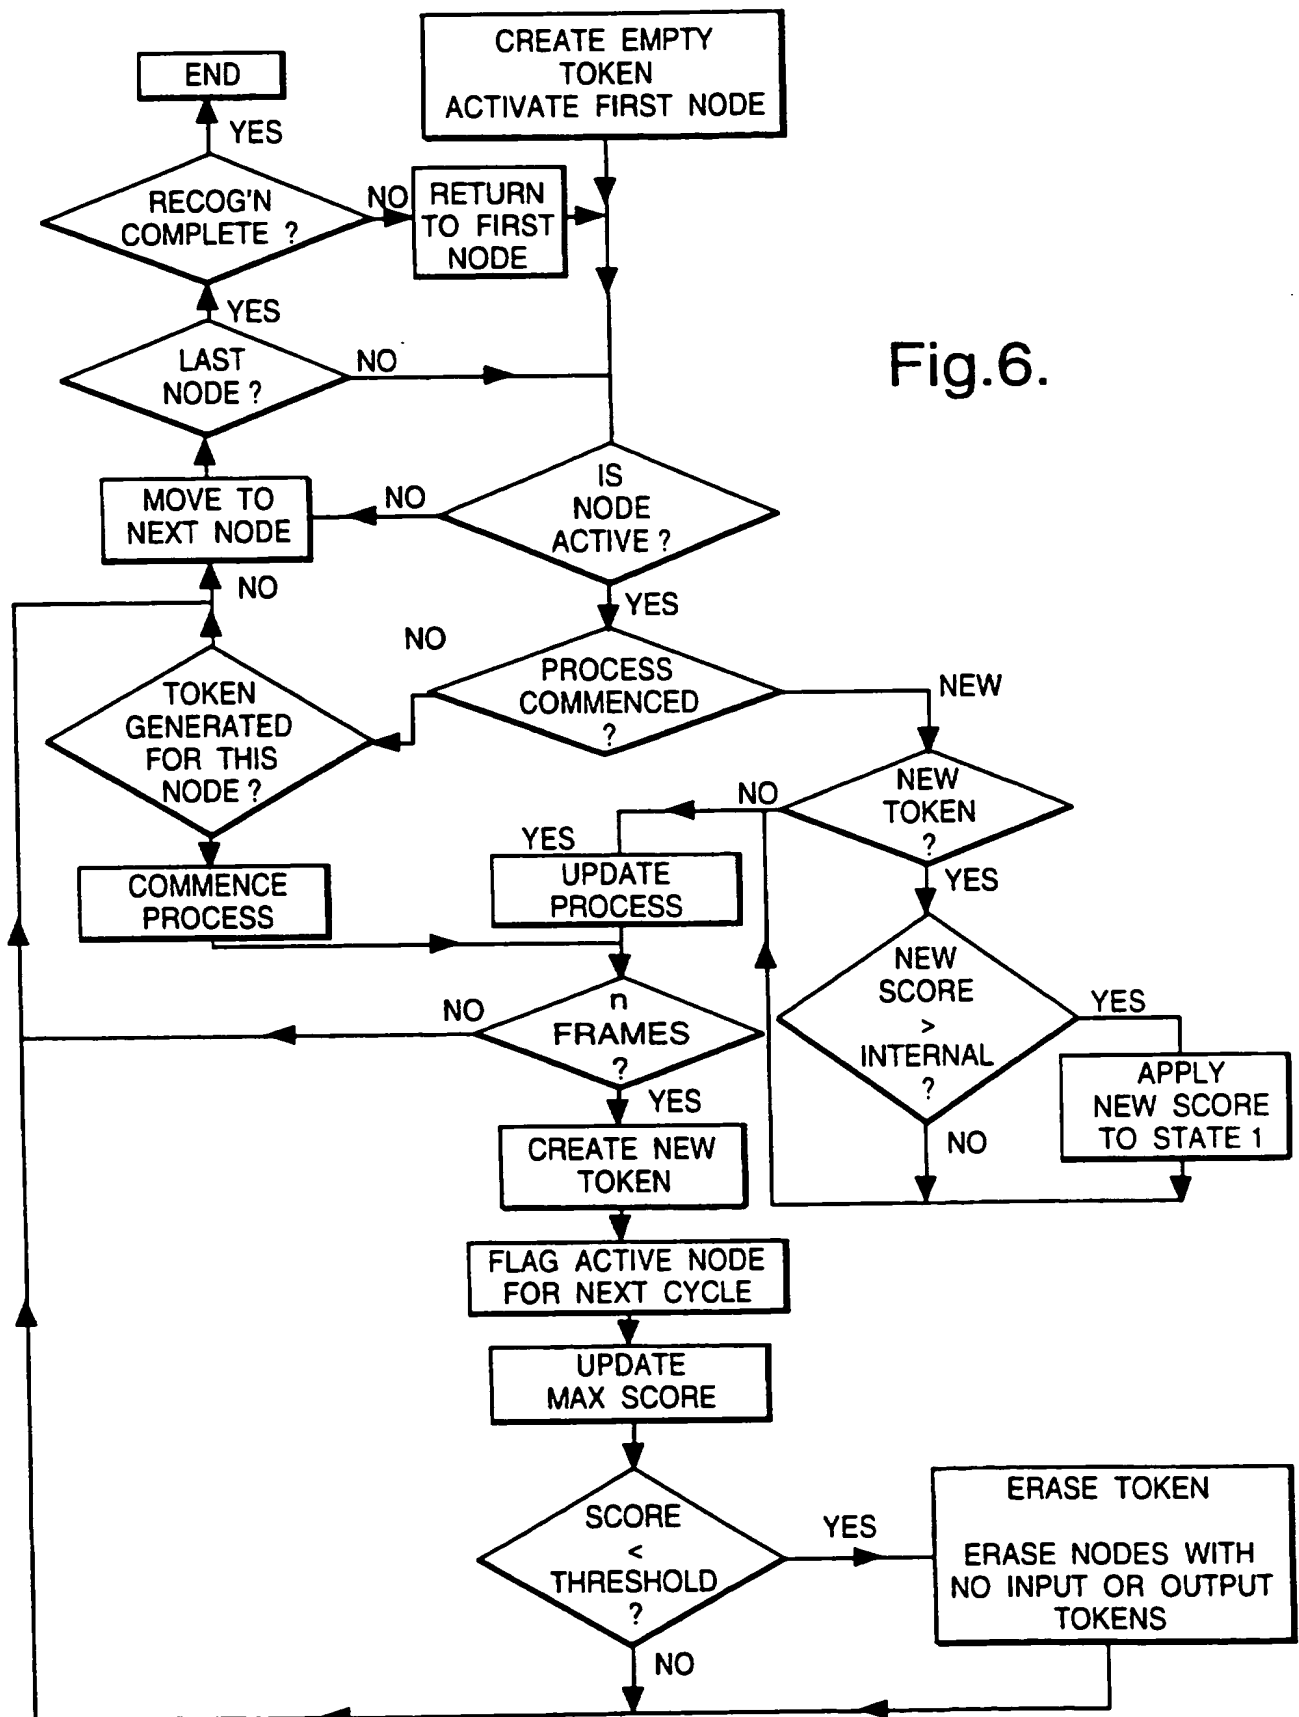 CREATE EMPTY
TOKEN
ACTIVATE FIRST NODE
END
YES
RECOG'N
COMPLETE ?
NO
RETURN
TO FIRST
NODE
YES
LAST
NODE ?
NO
Fig.6.
MOVE TO
NEXT NODE
NO
IS
NODE
ACTIVE ?
NO
YES
NO
PROCESS
COMMENCED
?
NEW
TOKEN
GENERATED
FOR THIS
NODE ?
NEW
TOKEN
?
NO
YES
YES
COMMENCE
PROCESS
UPDATE
PROCESS
NEW
SCORE
>
INTERNAL
?
YES
NO
n
FRAMES
?
NO
YES
APPLY
NEW SCORE
TO STATE 1
CREATE NEW
TOKEN
FLAG ACTIVE NODE
FOR NEXT CYCLE
UPDATE
MAX SCORE
SCORE
<
THRESHOLD
?
YES
NO
ERASE TOKEN
ERASE NODES WITH
NO INPUT OR OUTPUT
TOKENS